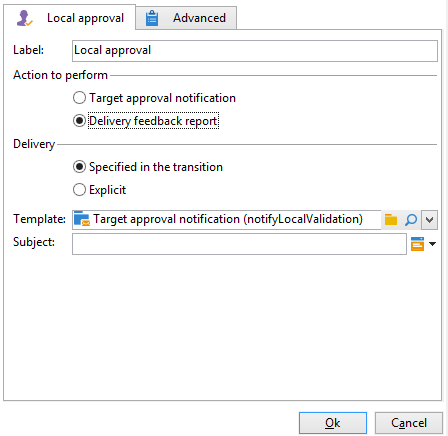 Local approval Advanced
Label: Local approval
Action to perform
Target approval notification
Delivery feedback report
Delivery
Specified in the transition
Explicit
Template: Target approval notification (notifyLocalValidation)
Subject:
Ok Cancel